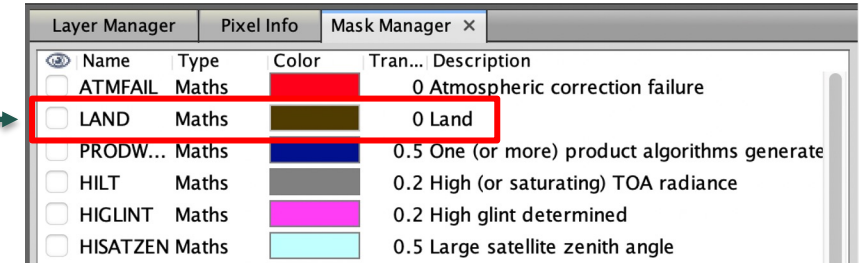 Layer Manager Pixel Info Mask Manager ×
Name Type Color Tran... Description
ATMFAIL Maths 0 Atmospheric correction failure
LAND Maths 0 Land
PRODW... Maths 0.5 One (or more) product algorithms generate
HILT Maths 0.2 High (or saturating) TOA radiance
HIGLINT Maths 0.2 High glint determined
HISATZEN Maths 0.5 Large satellite zenith angle